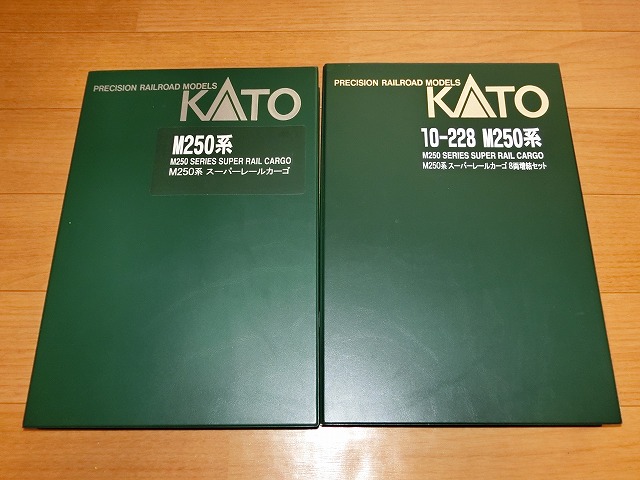 PRECISION RAILROAD MODELS
KATO
M250系
M250 SERIES SUPER RAIL CARGO
M250系 スーパーレールカーゴ
PRECISION RAILROAD MODELS
KATO
10-228 M250系
M250 SERIES SUPER RAIL CARGO
M250系 スーパーレールカーゴ 8両増結セット